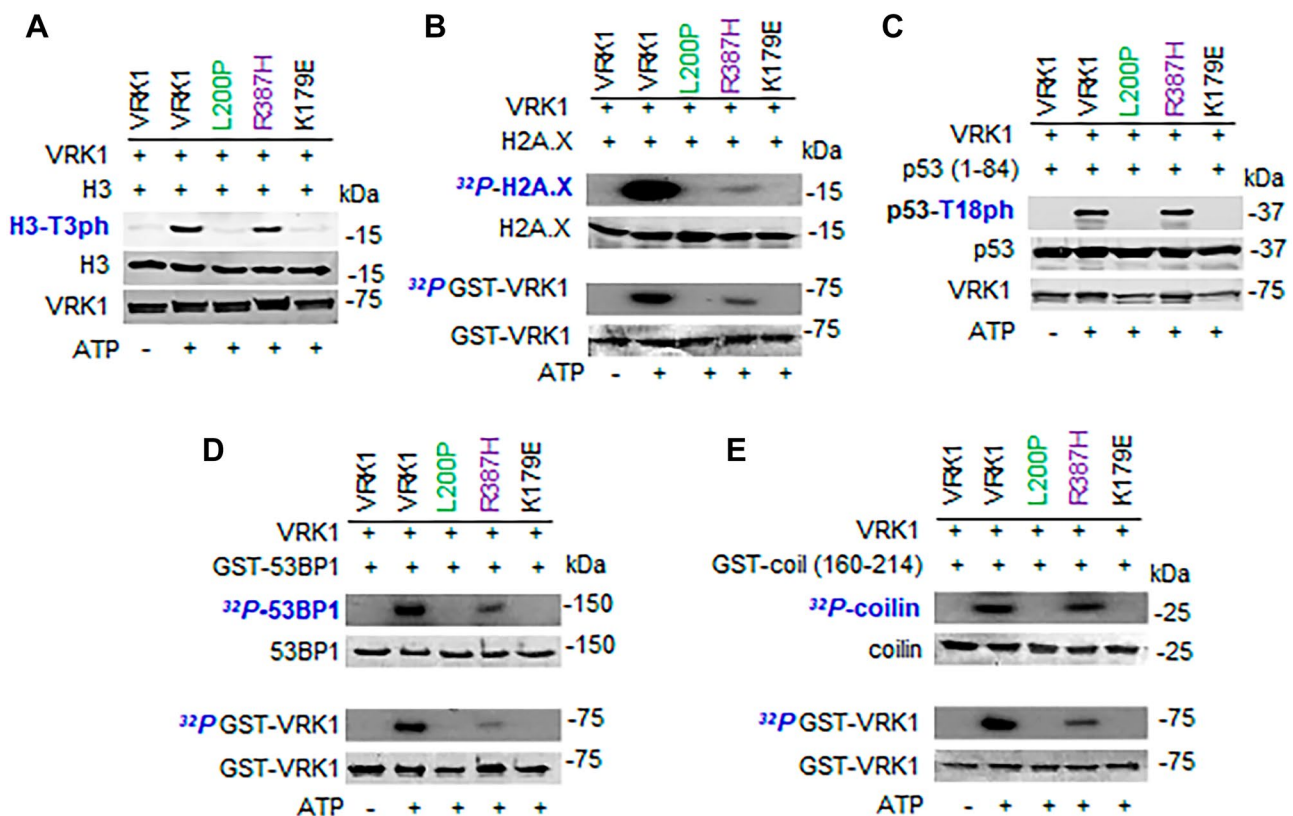 A
VRK1 VRK1 L200P R387H K179E
VRK1 + + + + +
H3 + + + + + kDa
H3-T3ph -15
H3 -15
VRK1 -75
ATP - + + + +
B
VRK1 VRK1 L200P R387H K179E
VRK1 + + + + +
H2A.X + + + + + kDa
32P-H2A.X -15
H2A.X -15
32P GST-VRK1 -75
GST-VRK1 -75
ATP - + + + +
C
VRK1 VRK1 L200P R387H K179E
VRK1 + + + + +
p53 (1-84) + + + + + kDa
p53-T18ph -37
p53 -37
VRK1 -75
ATP - + + + +
D
VRK1 VRK1 L200P R387H K179E
VRK1 + + + + +
GST-53BP1 + + + + + kDa
32P-53BP1 -150
53BP1 -150
32P GST-VRK1 -75
GST-VRK1 -75
ATP - + + + +
E
VRK1 VRK1 L200P R387H K179E
VRK1 + + + + +
GST-coil (160-214) + + + + + kDa
32P-coilin -25
coilin -25
32P GST-VRK1 -75
GST-VRK1 -75
ATP - + + + +